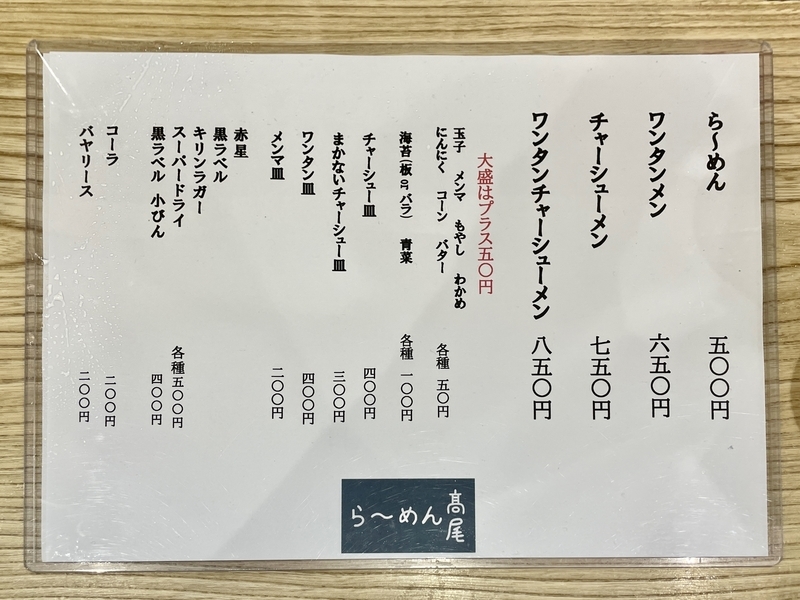 ら〜めん 五〇〇円
ワンタンメン 六五〇円
チャーシューメン 七五〇円
ワンタンチャーシューメン 八五〇円
大盛はプラス五〇円
玉子 メンマ もやし わかめ
にんにく コーン バター 各種 五〇円
海苔(板orバラ) 青菜 各種 一〇〇円
チャーシュー皿 四〇〇円
まかないチャーシュー皿 三〇〇円
ワンタン皿 四〇〇円
メンマ皿 二〇〇円
赤星
黒ラベル
キリンラガー
スーパードライ 各種五〇〇円
黒ラベル 小びん 四〇〇円
コーラ 二〇〇円
バヤリース 二〇〇円
髙尾
ら〜めん